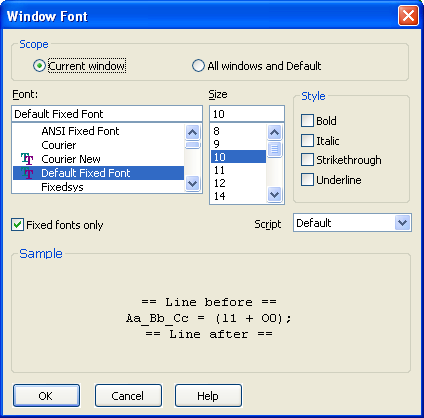 Window Font
Scope
Current window
All windows and Default
Font:
Default Fixed Font
ANSI Fixed Font
Courier
Courier New
Default Fixed Font
Fixedsys
Size
10
8
9
10
11
12
14
Style
Bold
Italic
Strikethrough
Underline
Fixed fonts only
Script
Default
Sample
== Line before ==
Aa_Bb_Cc = (11 + OO);
== Line after ==
OK
Cancel
Help